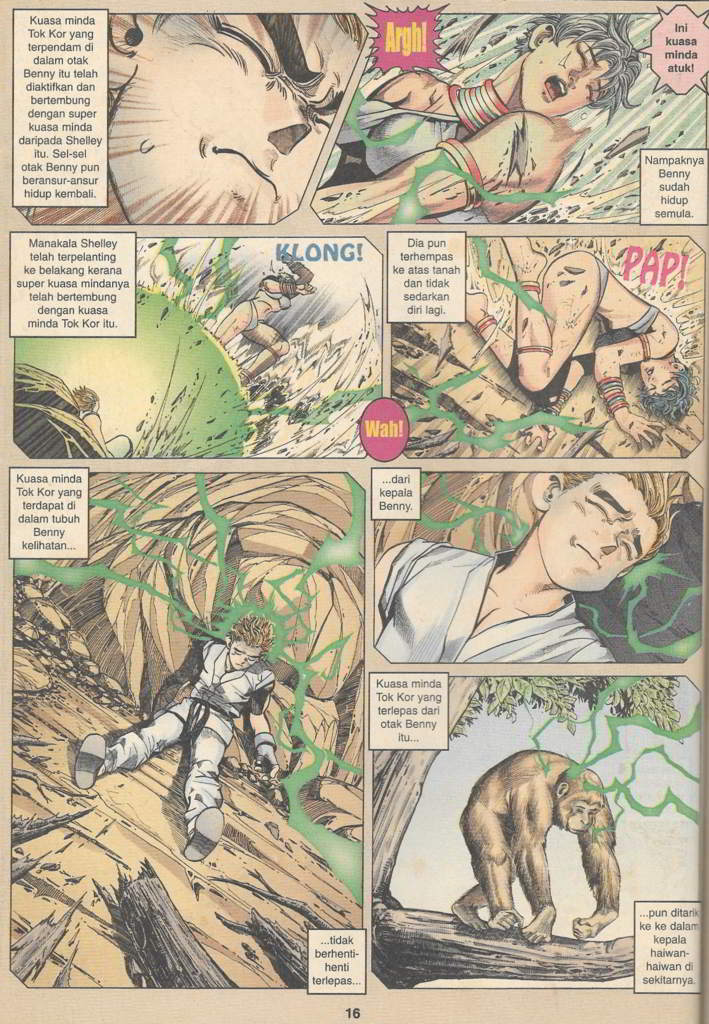 Kuasa minda
Tok Kor yang
terpendam di
dalam otak
Benny itu telah
diaktifkan dan
bertembung
dengan super
kuasa minda
daripada Shelley
itu. Sel-sel
otak Benny pun
beransur-ansur
hidup kembali.
Argh!
Ini
kuasa
minda
atuk!
Nampaknya
Benny
sudah
hidup
semula.
Manakala Shelley
telah terpelanting
ke belakang kerana
super kuasa mindanya
telah bertembung
dengan kuasa
minda Tok Kor itu.
KLONG!
Wah!
Dia pun
terhempas
ke atas tanah
dan tidak
sedarkan
diri lagi.
PAP!
Kuasa minda
Tok Kor yang
terdapat di
dalam tubuh
Benny
kelihatan...
...tidak
berhenti-
henti
terlepas...
...dari
kepala
Benny.
Kuasa minda
Tok Kor yang
terlepas dari
otak Benny
itu...
...pun ditarik
ke ke dalam
kepala
haiwan-
haiwan di
sekitarnya.
16